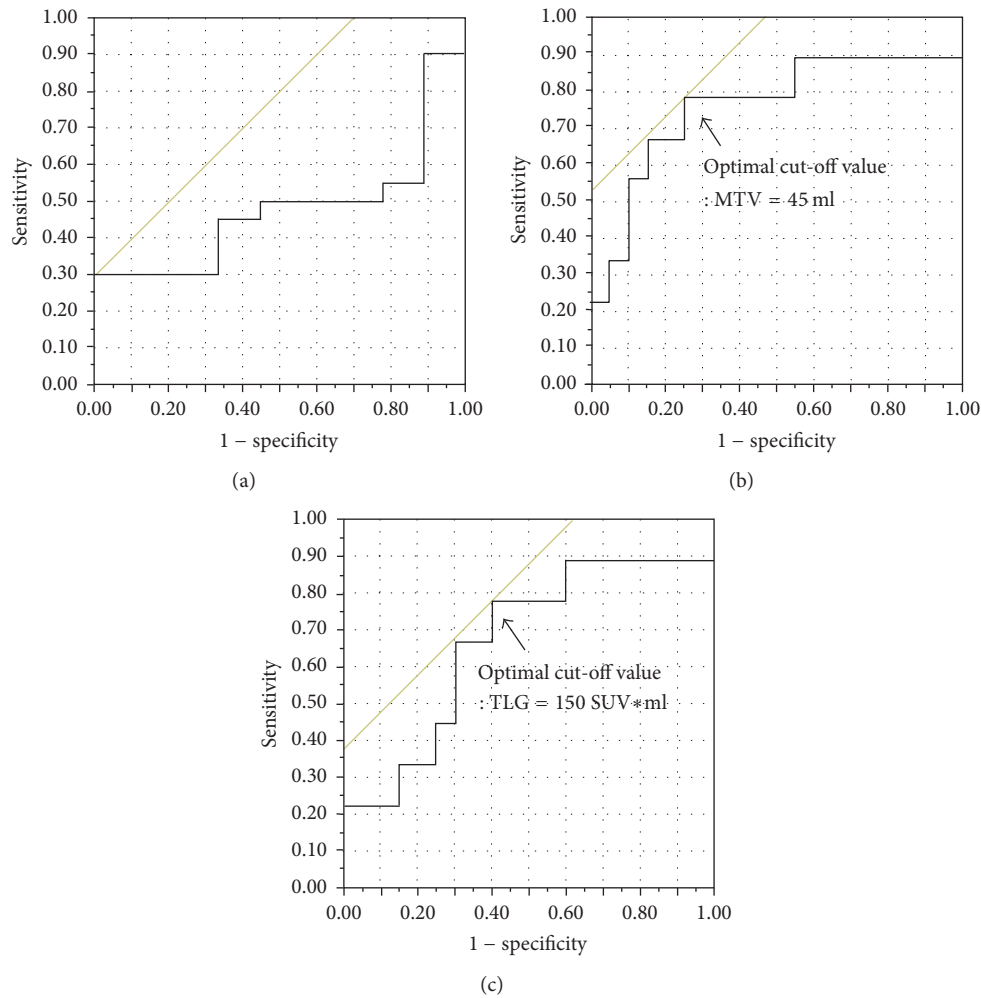 1.00
0.90
0.80
0.70
0.60
0.50
0.40
0.30
0.20
0.10
0.00
Sensitivity
0.00 0.20 0.40 0.60 0.80 1.00
1 − specificity
(a)
1.00
0.90
0.80
0.70
0.60
0.50
0.40
0.30
0.20
0.10
0.00
Sensitivity
Optimal cut-off value
: MTV = 45 ml
0.00 0.20 0.40 0.60 0.80 1.00
1 − specificity
(b)
1.00
0.90
0.80
0.70
0.60
0.50
0.40
0.30
0.20
0.10
0.00
Sensitivity
Optimal cut-off value
: TLG = 150 SUV∗ml
0.00 0.20 0.40 0.60 0.80 1.00
1 − specificity
(c)